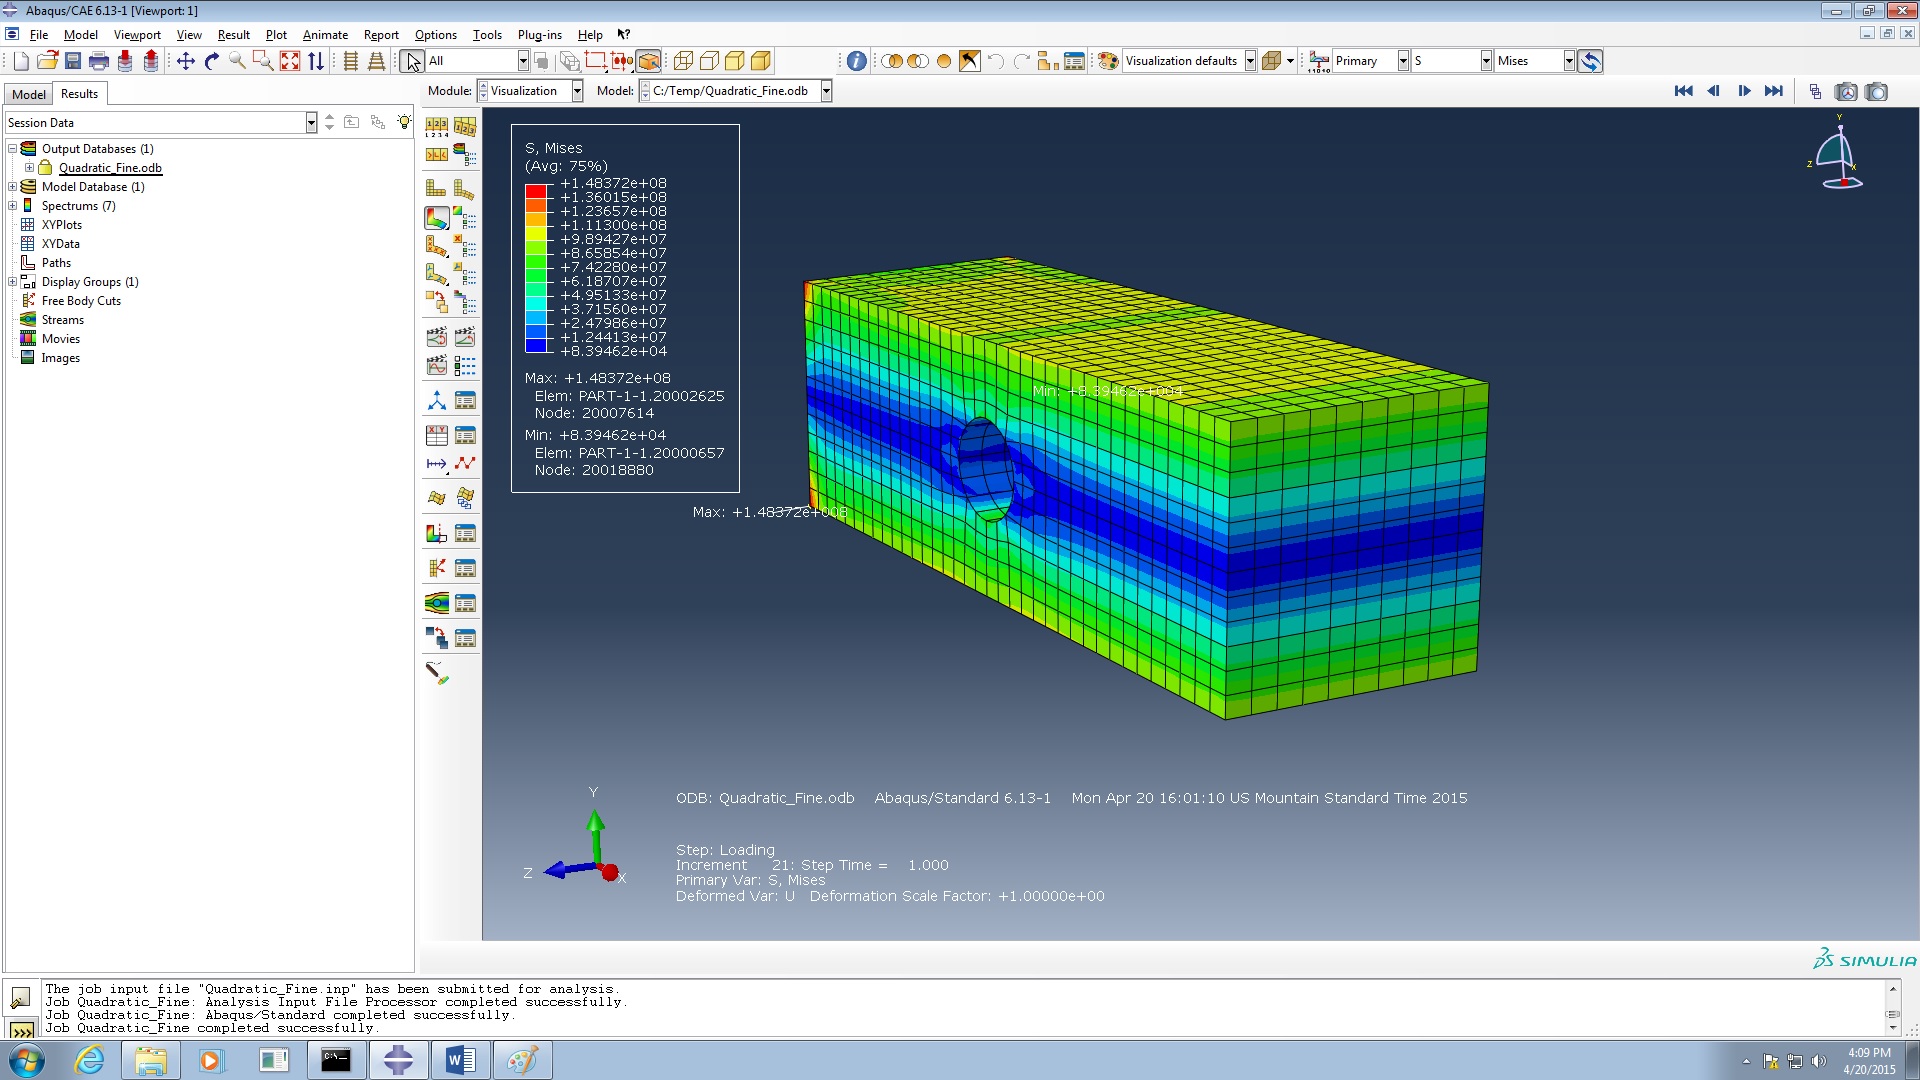 Abaqus/CAE 6.13-1 [Viewport: 1]
File Model Viewport View Result Plot Animate Report Options Tools Plug-ins Help
All Visualization defaults Primary S Mises
Model Results Module: Visualization Model: C:/Temp/Quadratic_Fine.odb
Session Data
Output Databases (1)
Quadratic_Fine.odb
Model Database (1)
Spectrums (7)
XYPlots
XYData
Paths
Display Groups (1)
Free Body Cuts
Streams
Movies
Images
S, Mises
(Avg: 75%)
+1.48372e+08
+1.36015e+08
+1.23657e+08
+1.11300e+08
+9.89427e+07
+8.65854e+07
+7.42280e+07
+6.18707e+07
+4.95133e+07
+3.71560e+07
+2.47986e+07
+1.24413e+07
+8.39462e+04
Max: +1.48372e+08
Elem: PART-1-1.20002625
Node: 20007614
Min: +8.39462e+04
Elem: PART-1-1.20000657
Node: 20018880
Min: +8.39462e+004
Max: +1.48372e+008
Y
Z
X
Y
Z
X
ODB: Quadratic_Fine.odb Abaqus/Standard 6.13-1 Mon Apr 20 16:01:10 US Mountain Standard Time 2015
Step: Loading
Increment 21: Step Time = 1.000
Primary Var: S, Mises
Deformed Var: U Deformation Scale Factor: +1.00000e+00
SIMULIA
The job input file "Quadratic_Fine.inp" has been submitted for analysis.
Job Quadratic_Fine: Analysis Input File Processor completed successfully.
Job Quadratic_Fine: Abaqus/Standard completed successfully.
Job Quadratic_Fine completed successfully.
4:09 PM
4/20/2015